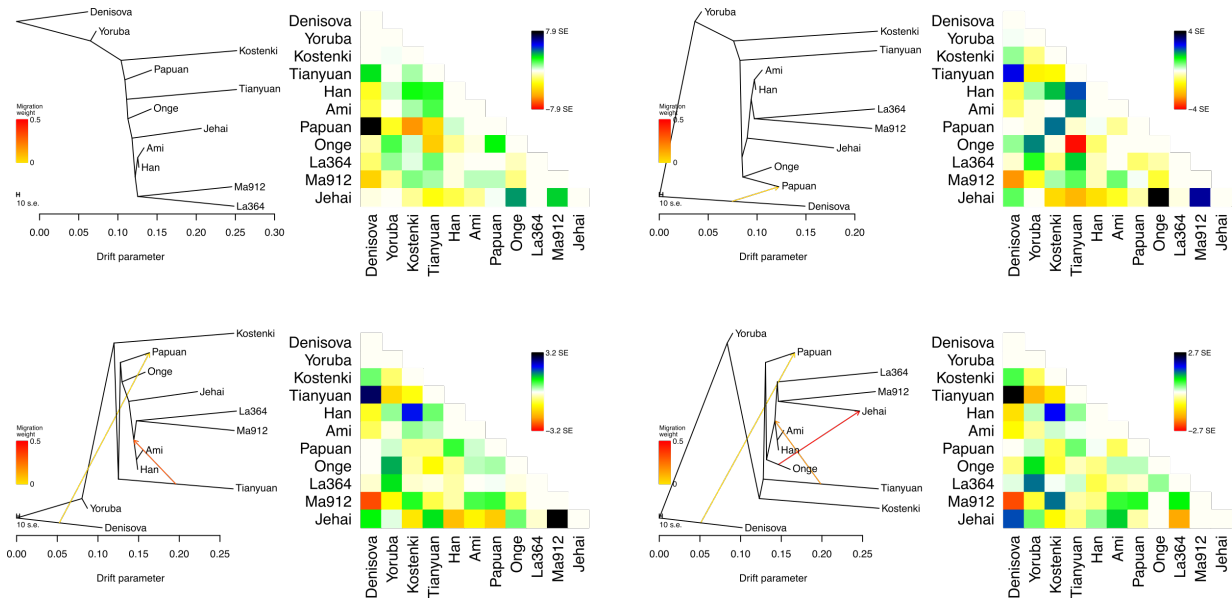 Denisova
Yoruba
Kostenki
Papuan
Tianyuan
Onge
Jehai
Ami
Han
Ma912
La364
Migration
weight
0.5
0
H
10 s.e.
0.00 0.05 0.10 0.15 0.20 0.25 0.30
Drift parameter
Denisova
Yoruba
Kostenki
Tianyuan
Han
Ami
Papuan
Onge
La364
Ma912
Jehai
7.9 SE
−7.9 SE
Denisova
Yoruba
Kostenki
Tianyuan
Han
Ami
Papuan
Onge
La364
Ma912
Jehai
Yoruba
Kostenki
Tianyuan
Ami
Han
La364
Ma912
Jehai
Onge
Papuan
Denisova
Migration
weight
0.5
0
H
10 s.e.
0.00 0.05 0.10 0.15 0.20
Drift parameter
Denisova
Yoruba
Kostenki
Tianyuan
Han
Ami
Papuan
Onge
La364
Ma912
Jehai
4 SE
−4 SE
Denisova
Yoruba
Kostenki
Tianyuan
Han
Ami
Papuan
Onge
La364
Ma912
Jehai
Kostenki
Papuan
Onge
Jehai
La364
Ma912
Ami
Han
Tianyuan
Yoruba
Denisova
Migration
weight
0.5
0
H
10 s.e.
0.00 0.05 0.10 0.15 0.20 0.25
Drift parameter
Denisova
Yoruba
Kostenki
Tianyuan
Han
Ami
Papuan
Onge
La364
Ma912
Jehai
3.2 SE
−3.2 SE
Denisova
Yoruba
Kostenki
Tianyuan
Han
Ami
Papuan
Onge
La364
Ma912
Jehai
Yoruba
Papuan
La364
Ma912
Jehai
Ami
Han
Onge
Tianyuan
Kostenki
Denisova
Migration
weight
0.5
0
H
10 s.e.
0.00 0.05 0.10 0.15 0.20 0.25
Drift parameter
Denisova
Yoruba
Kostenki
Tianyuan
Han
Ami
Papuan
Onge
La364
Ma912
Jehai
2.7 SE
−2.7 SE
Denisova
Yoruba
Kostenki
Tianyuan
Han
Ami
Papuan
Onge
La364
Ma912
Jehai